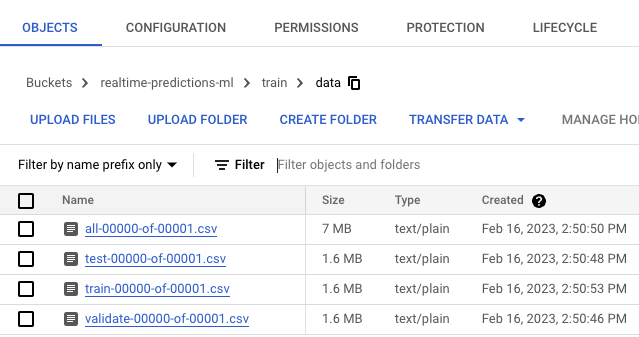 OBJECTS CONFIGURATION PERMISSIONS PROTECTION LIFECYCLE
Buckets realtime-predictions-ml train data
UPLOAD FILES UPLOAD FOLDER CREATE FOLDER TRANSFER DATA MANAGE HO
Filter by name prefix only Filter Filter objects and folders
Name Size Type Created ?
all-00000-of-00001.csv 7 MB text/plain Feb 16, 2023, 2:50:50 PM
test-00000-of-00001.csv 1.6 MB text/plain Feb 16, 2023, 2:50:48 PM
train-00000-of-00001.csv 1.6 MB text/plain Feb 16, 2023, 2:50:53 PM
validate-00000-of-00001.csv 1.6 MB text/plain Feb 16, 2023, 2:50:46 PM